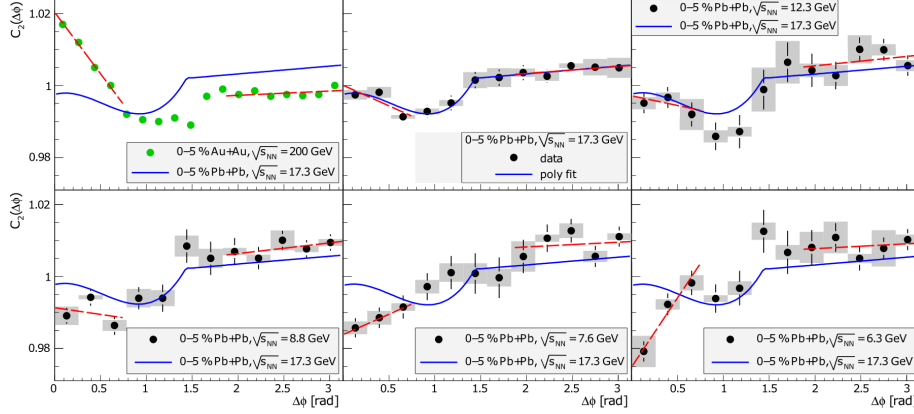 C₂(Δϕ)
1.02
1
0.98
0–5 % Au+Au, √sNN = 200 GeV
0–5 % Pb+Pb, √sNN = 17.3 GeV
0–5 % Pb+Pb, √sNN = 17.3 GeV
data
poly fit
0–5 % Pb+Pb, √sNN = 12.3 GeV
0–5 % Pb+Pb, √sNN = 17.3 GeV
C₂(Δϕ)
1.02
1
0.98
0–5 % Pb+Pb, √sNN = 8.8 GeV
0–5 % Pb+Pb, √sNN = 17.3 GeV
0–5 % Pb+Pb, √sNN = 7.6 GeV
0–5 % Pb+Pb, √sNN = 17.3 GeV
0–5 % Pb+Pb, √sNN = 6.3 GeV
0–5 % Pb+Pb, √sNN = 17.3 GeV
0 0.5 1 1.5 2 2.5 3
0.5 1 1.5 2 2.5 3
0.5 1 1.5 2 2.5 3
Δϕ [rad]
Δϕ [rad]
Δϕ [rad]